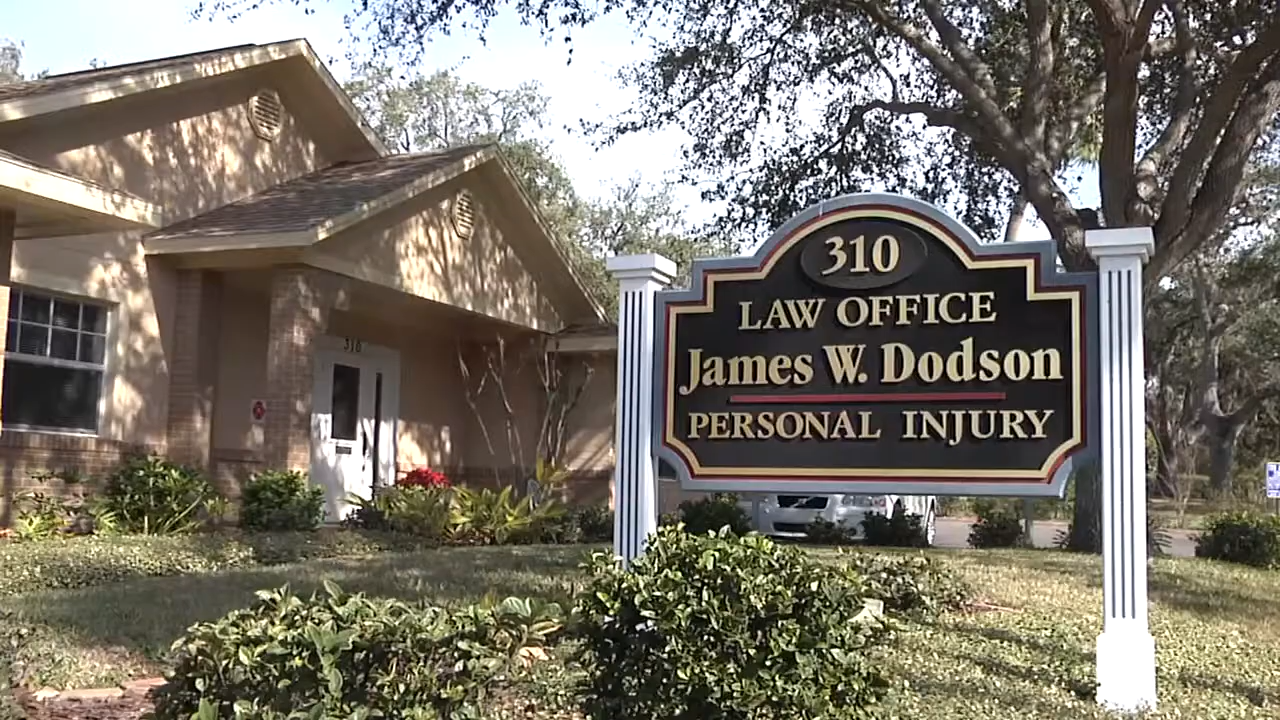 310
LAW OFFICE
James W. Dodson
PERSONAL INJURY
310